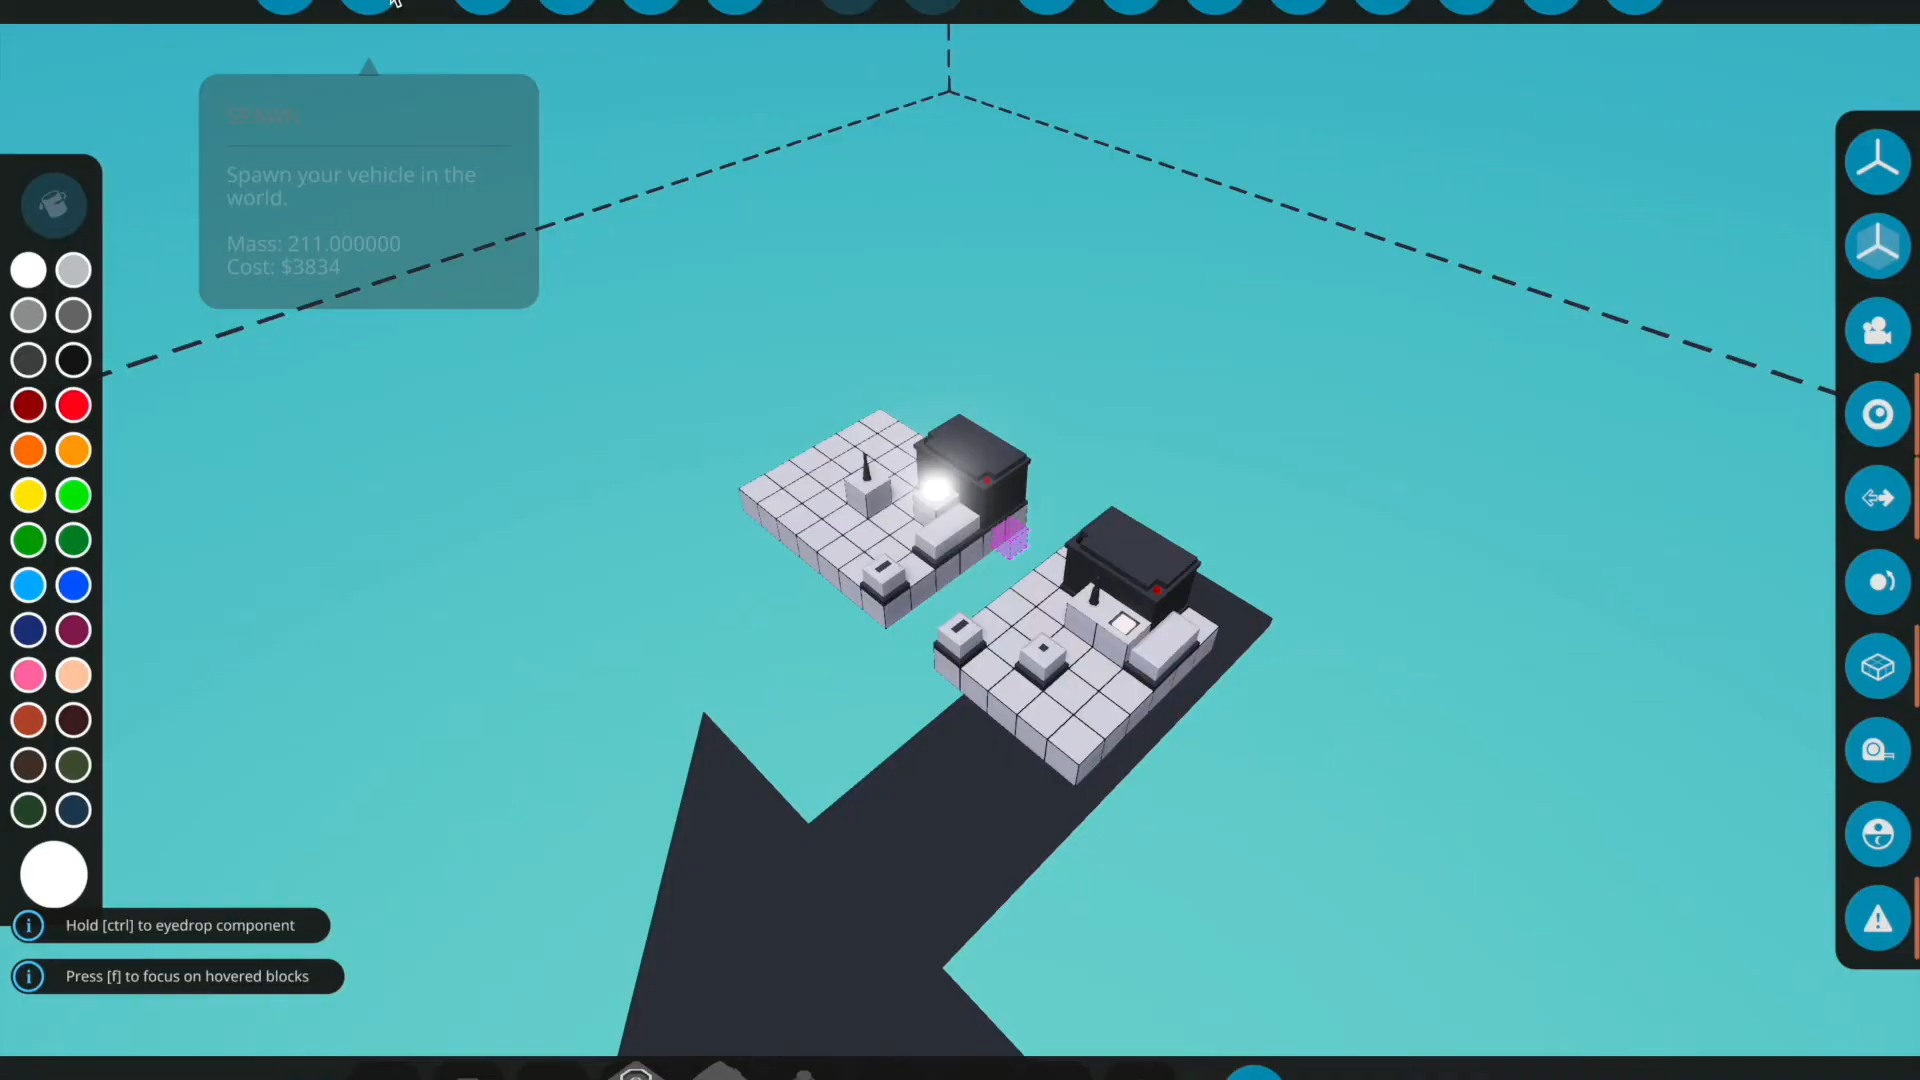 SPAWN
Spawn your vehicle in the
world.
Mass: 211.000000
Cost: $3834
Hold [ctrl] to eyedrop component
Press [f] to focus on hovered blocks